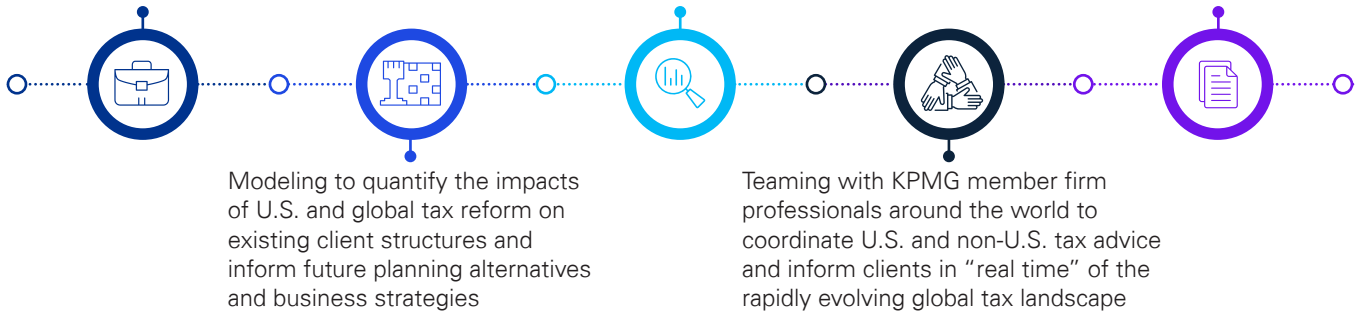 Modeling to quantify the impacts
of U.S. and global tax reform on
existing client structures and
inform future planning alternatives
and business strategies
Teaming with KPMG member firm
professionals around the world to
coordinate U.S. and non-U.S. tax advice
and inform clients in “real time” of the
rapidly evolving global tax landscape